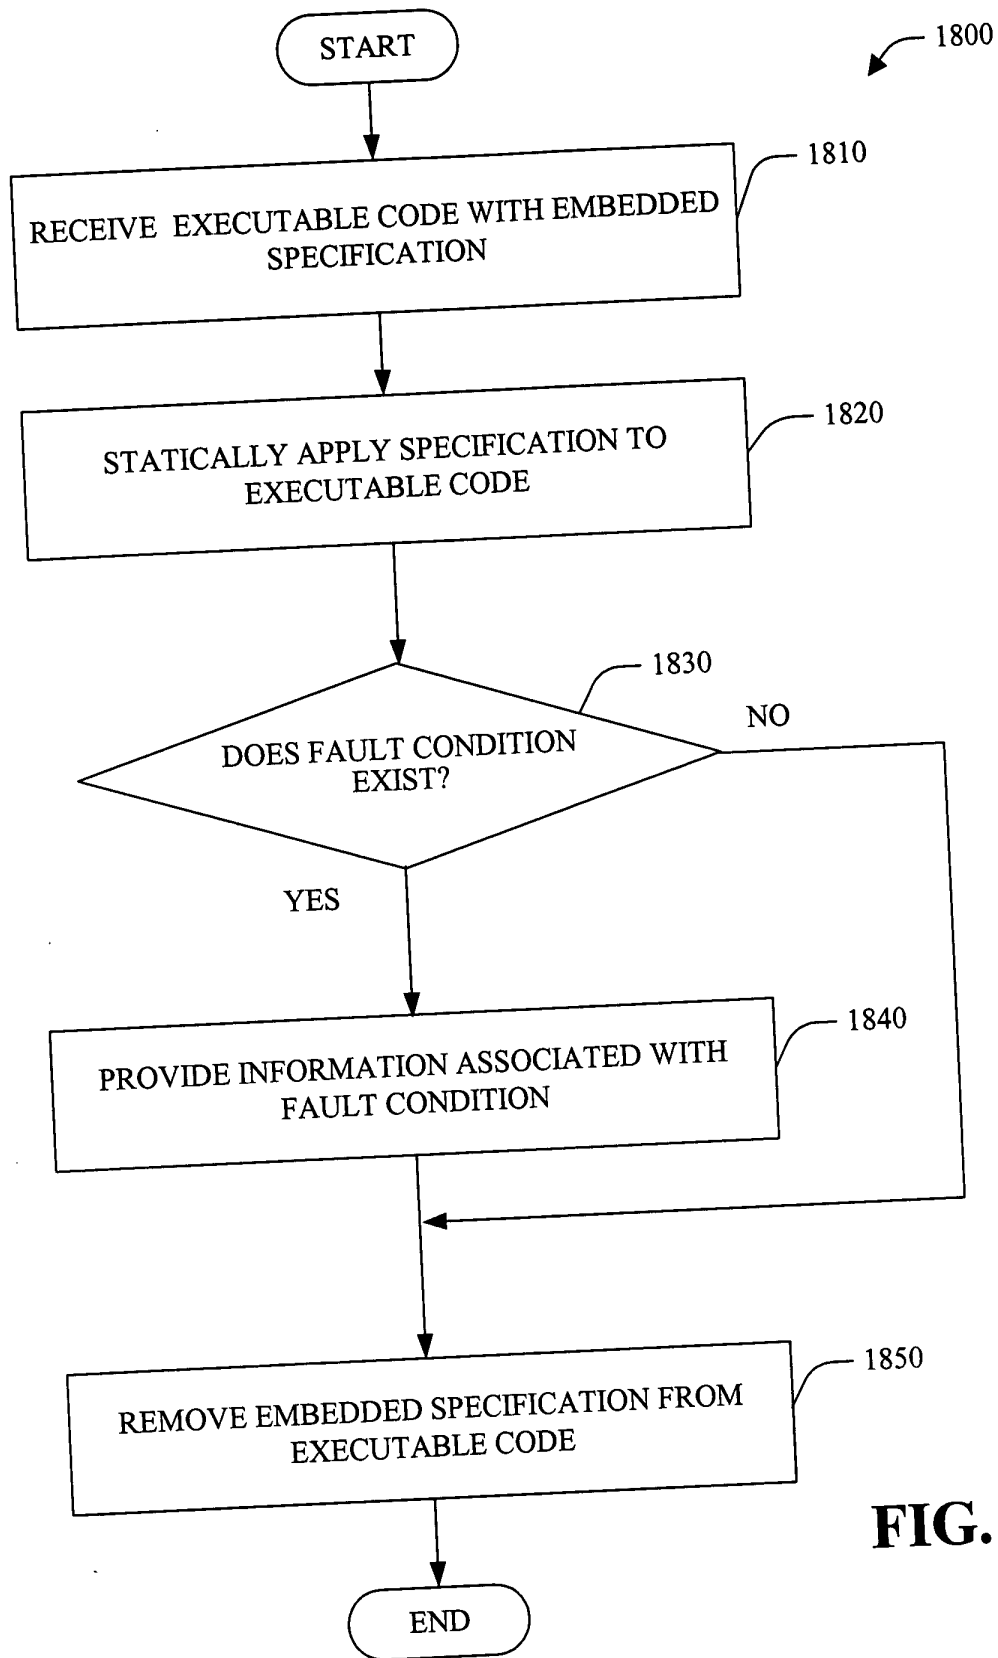 START
1800
1810
RECEIVE EXECUTABLE CODE WITH EMBEDDED
SPECIFICATION
1820
STATICALLY APPLY SPECIFICATION TO
EXECUTABLE CODE
1830
NO
DOES FAULT CONDITION
EXIST?
YES
1840
PROVIDE INFORMATION ASSOCIATED WITH
FAULT CONDITION
1850
REMOVE EMBEDDED SPECIFICATION FROM
EXECUTABLE CODE
FIG.
END